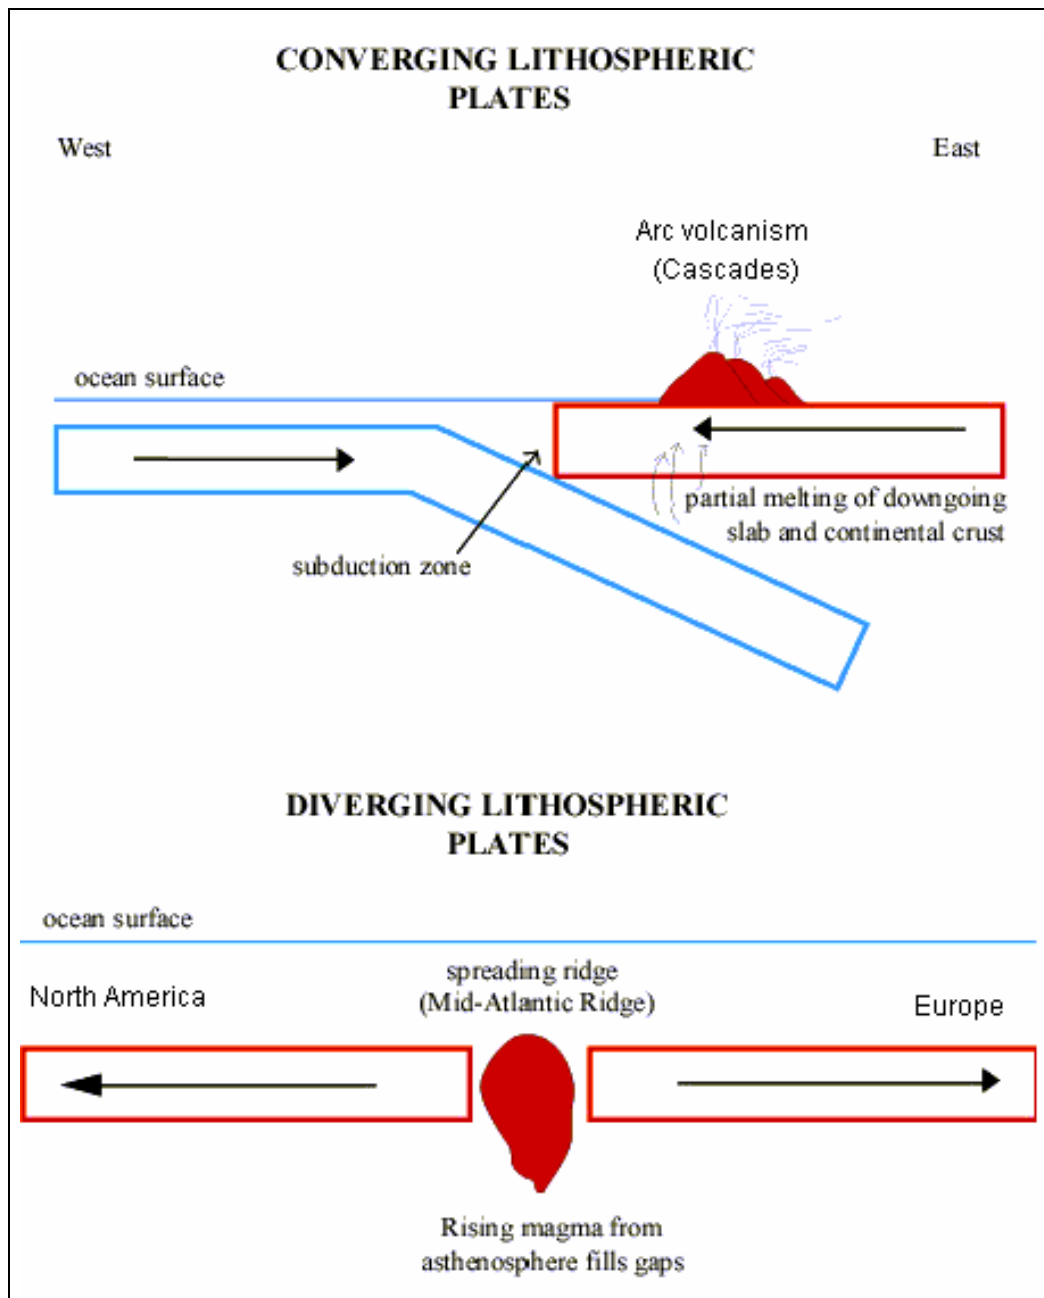 CONVERGING LITHOSPHERIC
PLATES
West
East
Arc volcanism
(Cascades)
ocean surface
partial melting of downgoing
slab and continental crust
subduction zone
DIVERGING LITHOSPHERIC
PLATES
ocean surface
spreading ridge
(Mid-Atlantic Ridge)
North America
Europe
Rising magma from
asthenosphere fills gaps